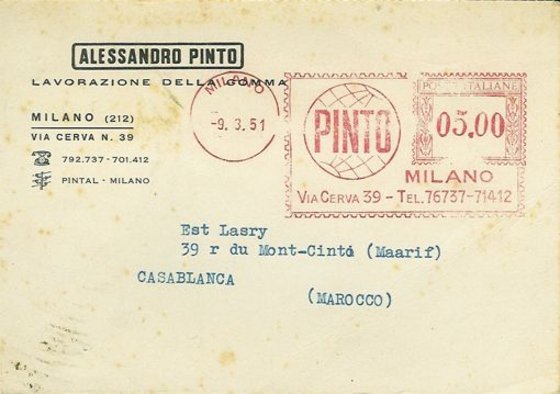 ALESSANDRO PINTO
LAVORAZIONE DELLA GOMMA
MILANO (212)
VIA CERVA N. 39
792.737 - 701.412
PINTAL - MILANO
MILANO
-9.3.51
PINTO
POSTE ITALIANE
05.00
MILANO
VIA CERVA 39 - TEL. 76737-71412
Est Lasry
39 r du Mont-Cinté (Maarif)
CASABLANCA
(MAROCCO)